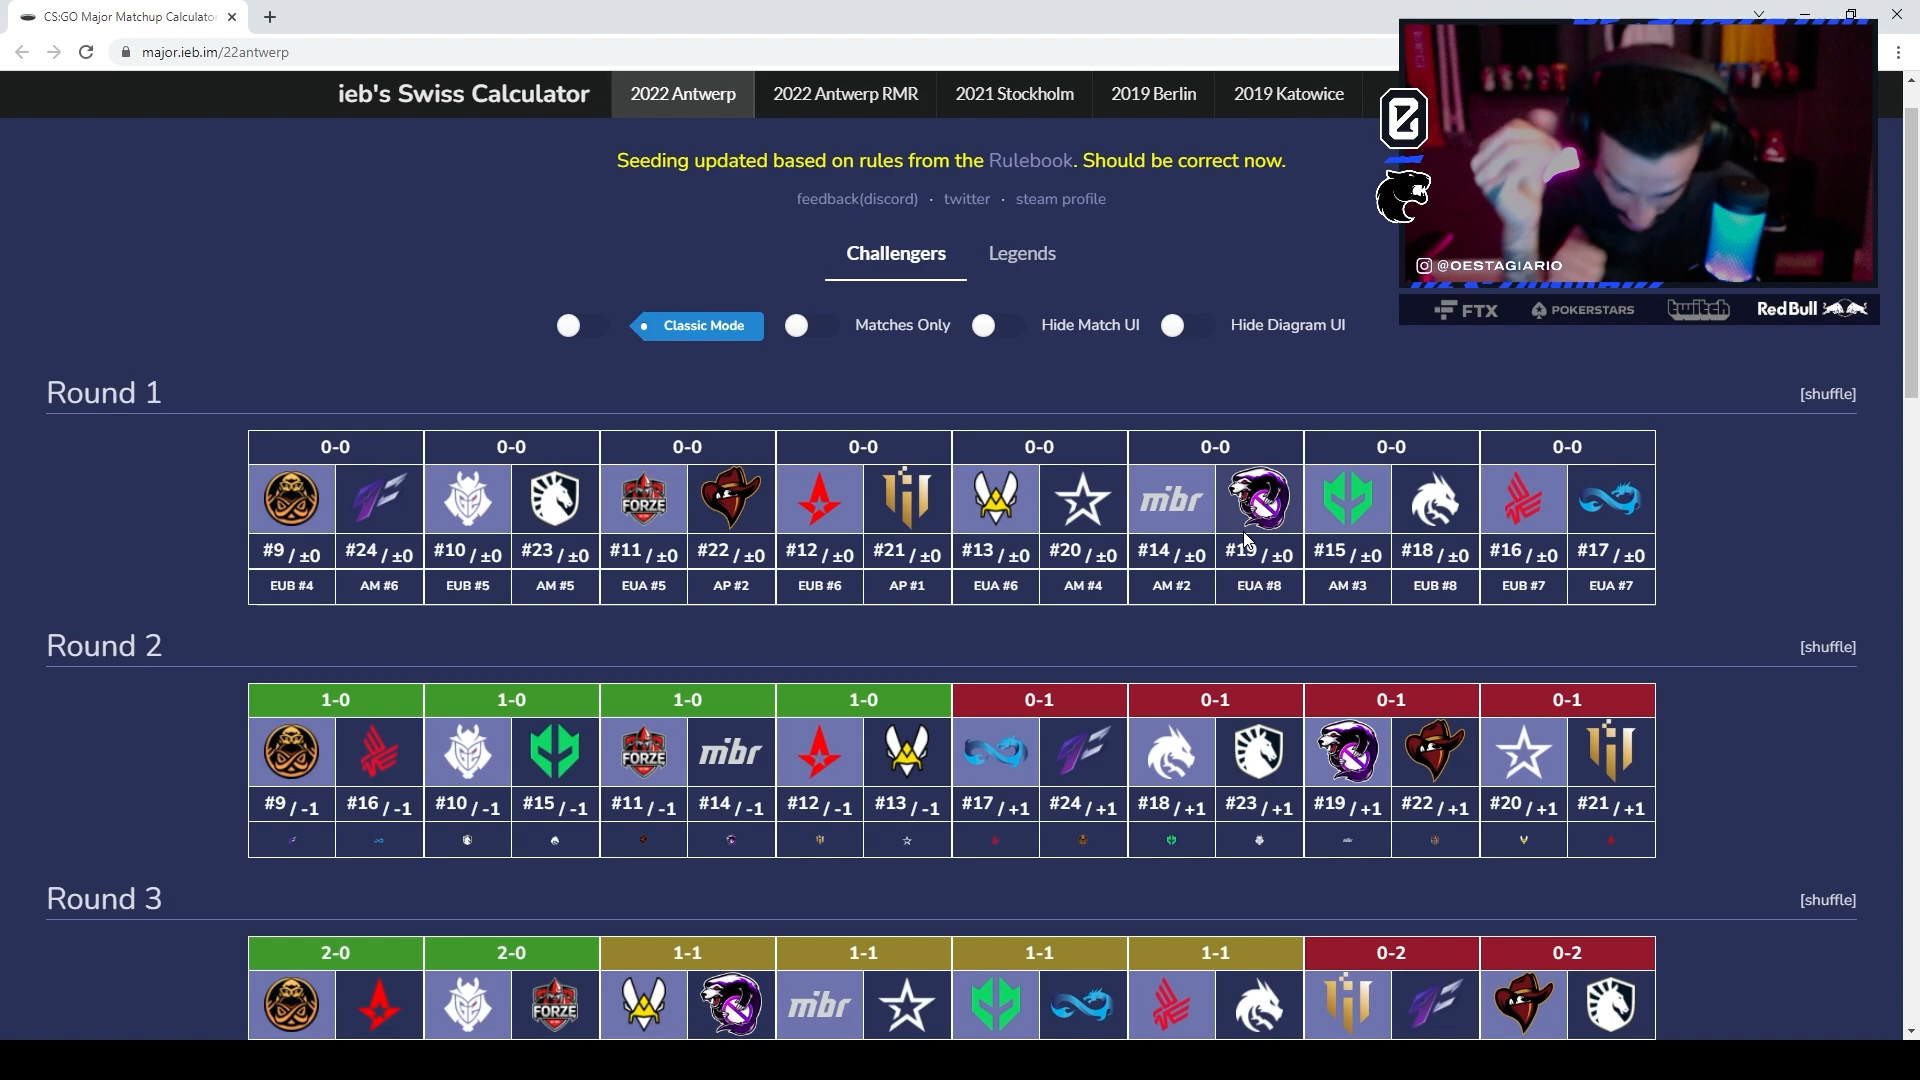 CS:GO Major Matchup Calculator
major.ieb.im/22antwerp
ieb's Swiss Calculator
2022 Antwerp
2022 Antwerp RMR
2021 Stockholm
2019 Berlin
2019 Katowice
Seeding updated based on rules from the Rulebook. Should be correct now.
feedback(discord) · twitter · steam profile
Challengers
Legends
@OESTAGIARIO
FTX
POKERSTARS
twitch
Red Bull
Classic Mode
Matches Only
Hide Match UI
Hide Diagram UI
Round 1
[shuffle]
0-0 0-0 0-0 0-0 0-0 0-0 0-0 0-0
FORZE mibr
#9 / ±0 #24 / ±0 #10 / ±0 #23 / ±0 #11 / ±0 #22 / ±0 #12 / ±0 #21 / ±0 #13 / ±0 #20 / ±0 #14 / ±0 #19 / ±0 #15 / ±0 #18 / ±0 #16 / ±0 #17 / ±0
EUB #4 AM #6 EUB #5 AM #5 EUA #5 AP #2 EUB #6 AP #1 EUA #6 AM #4 AM #2 EUA #8 AM #3 EUB #8 EUB #7 EUA #7
Round 2
[shuffle]
1-0 1-0 1-0 1-0 0-1 0-1 0-1 0-1
FORZE mibr
#9 / -1 #16 / -1 #10 / -1 #15 / -1 #11 / -1 #14 / -1 #12 / -1 #13 / -1 #17 / +1 #24 / +1 #18 / +1 #23 / +1 #19 / +1 #22 / +1 #20 / +1 #21 / +1
Round 3
[shuffle]
2-0 2-0 1-1 1-1 1-1 1-1 0-2 0-2
FORZE mibr